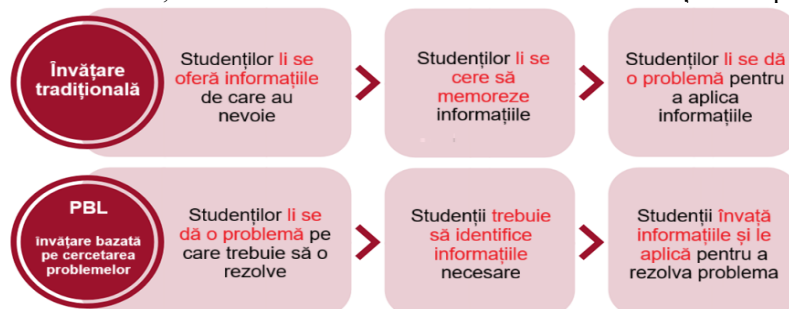 Învățare
tradițională
Studenților li se
oferă informațiile
de care au
nevoie
Studenților li se
cere să
memoreze
informațiile
Studenților li se dă
o problemă pentru
a aplica
informațiile
PBL
învățare bazată
pe cercetarea
problemelor
Studenților li se
dă o problemă pe
care trebuie să o
rezolve
Studenții trebuie
să identifice
informațiile
necesare
Studenții învață
informațiile și le
aplică pentru a
rezolva problema